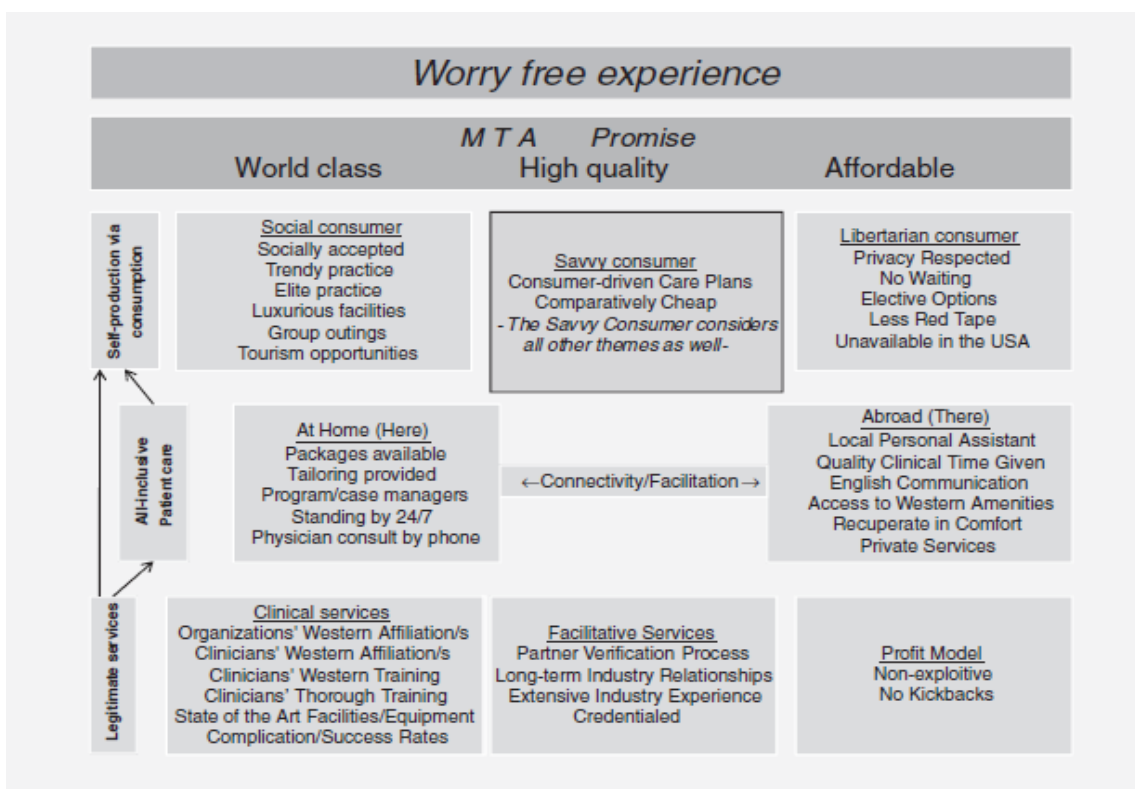 Worry free experience
M T A Promise
World class High quality Affordable
Self-production via
consumption
Social consumer
Socially accepted
Trendy practice
Elite practice
Luxurious facilities
Group outings
Tourism opportunities
Savvy consumer
Consumer-driven Care Plans
Comparatively Cheap
- The Savvy Consumer considers
all other themes as well-
Libertarian consumer
Privacy Respected
No Waiting
Elective Options
Less Red Tape
Unavailable in the USA
All-inclusive
Patient care
At Home (Here)
Packages available
Tailoring provided
Program/case managers
Standing by 24/7
Physician consult by phone
←Connectivity/Facilitation→
Abroad (There)
Local Personal Assistant
Quality Clinical Time Given
English Communication
Access to Western Amenities
Recuperate in Comfort
Private Services
Legitimate services
Clinical services
Organizations' Western Affiliation/s
Clinicians' Western Affiliation/s
Clinicians' Western Training
Clinicians' Thorough Training
State of the Art Facilities/Equipment
Complication/Success Rates
Facilitative Services
Partner Verification Process
Long-term Industry Relationships
Extensive Industry Experience
Credentialed
Profit Model
Non-exploitive
No Kickbacks